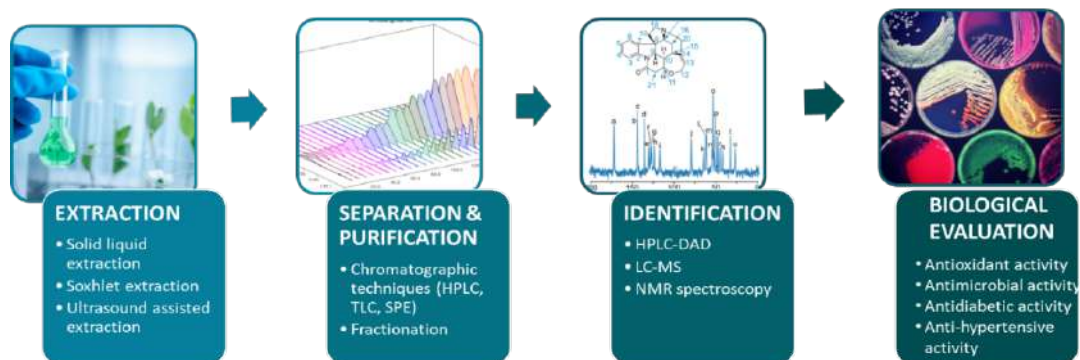 EXTRACTION
• Solid liquid
extraction
• Soxhlet extraction
• Ultrasound assisted
extraction
SEPARATION &
PURIFICATION
• Chromatographic
techniques (HPLC,
TLC, SPE)
• Fractionation
IDENTIFICATION
• HPLC-DAD
• LC-MS
• NMR spectroscopy
BIOLOGICAL
EVALUATION
• Antioxidant activity
• Antimicrobial activity
• Antidiabetic activity
• Anti-hypertensive
activity